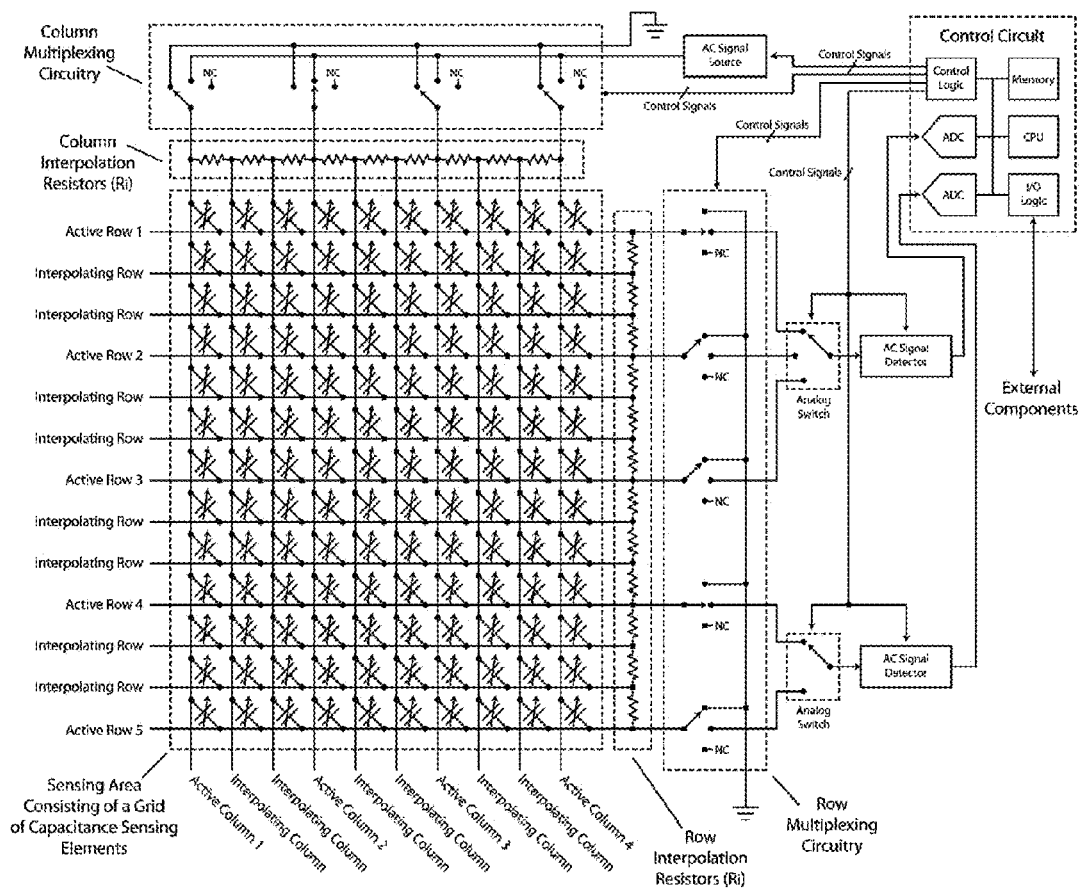 Column
Multiplexing
Circuitry
NC
NC
NC
NC
AC Signal
Source
Control Signals
Control Signals
Control Signals
Control Signals
Control Circuit
Control
Logic
Memory
ADC
CPU
ADC
I/O
Logic
Column
Interpolation
Resistors (Ri)
Active Row 1
Interpolating Row
Interpolating Row
Active Row 2
Interpolating Row
Interpolating Row
Active Row 3
Interpolating Row
Interpolating Row
Active Row 4
Interpolating Row
Interpolating Row
Active Row 5
NC
NC
NC
NC
NC
Analog
Switch
AC Signal
Detector
External
Components
Analog
Switch
AC Signal
Detector
Sensing Area
Consisting of a Grid
of Capacitance Sensing
Elements
Active Column 1
Interpolating Column
Interpolating Column
Active Column 2
Interpolating Column
Interpolating Column
Active Column 3
Interpolating Column
Interpolating Column
Active Column 4
Row
Interpolation
Resistors (Ri)
Row
Multiplexing
Circuitry